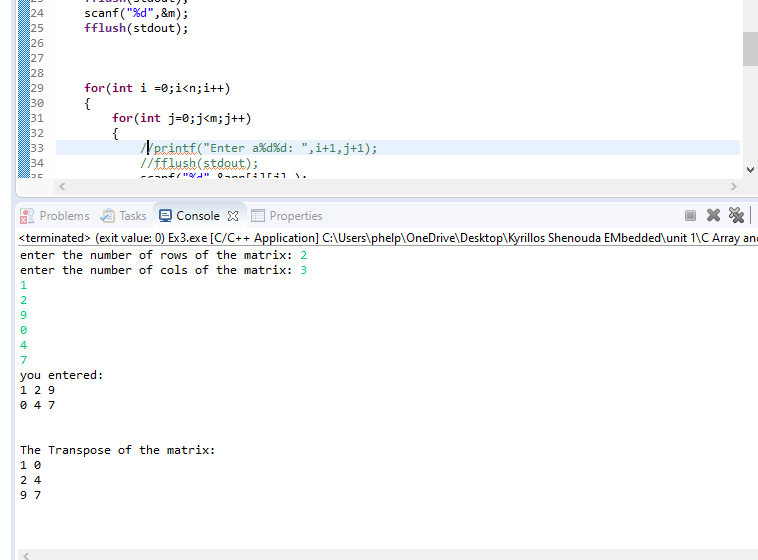 23 fflush(stdout);
24 scanf("%d",&m);
25 fflush(stdout);
26
27
28
29 for(int i =0;i<n;i++)
30 {
31 for(int j=0;j<m;j++)
32 {
33 //printf("Enter a%d%d: ",i+1,j+1);
34 //fflush(stdout);
35
Problems Tasks Console Properties
<terminated> (exit value: 0) Ex3.exe [C/C++ Application] C:\Users\phelp\OneDrive\Desktop\Kyrillos Shenouda EMbedded\unit 1\C Array an
enter the number of rows of the matrix: 2
enter the number of cols of the matrix: 3
1
2
9
0
4
7
you entered:
1 2 9
0 4 7
The Transpose of the matrix:
1 0
2 4
9 7